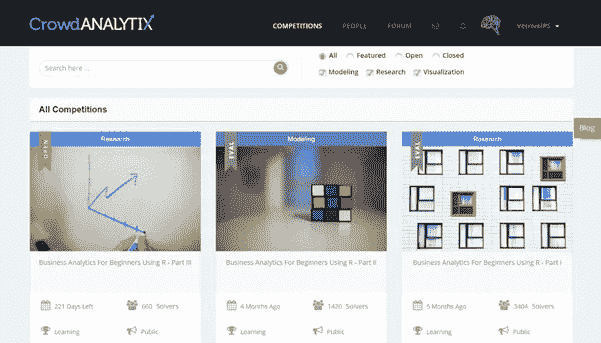 CrowdANALYTIX
COMPETITIONS PEOPLE FORUM
Search here ...
All Featured Open Closed
Modeling Research Visualization
All Competitions
Blog
Research Modeling Research
OPEN EVAL EVAL
Business Analytics For Beginners Using R - Part III
Business Analytics For Beginners Using R - Part II
Business Analytics For Beginners Using R - Part I
221 Days Left 660 Solvers
4 Months Ago 1420 Solvers
5 Months Ago 3404 Solvers
Learning Public
Learning Public
Learning Public